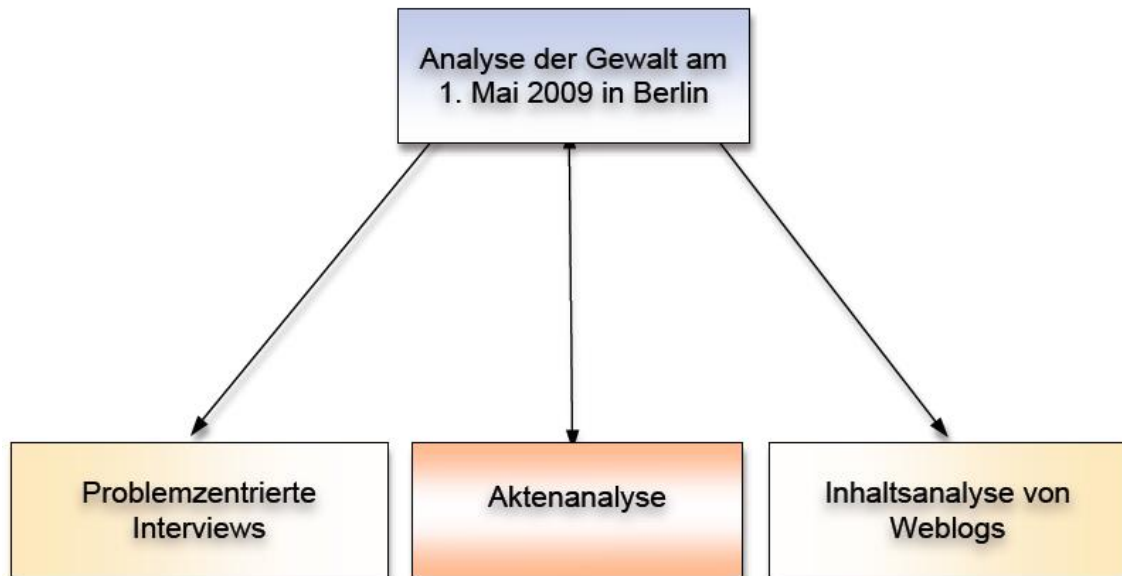 Analyse der Gewalt am
1. Mai 2009 in Berlin
Problemzentrierte
Interviews
Aktenanalyse
Inhaltsanalyse von
Weblogs